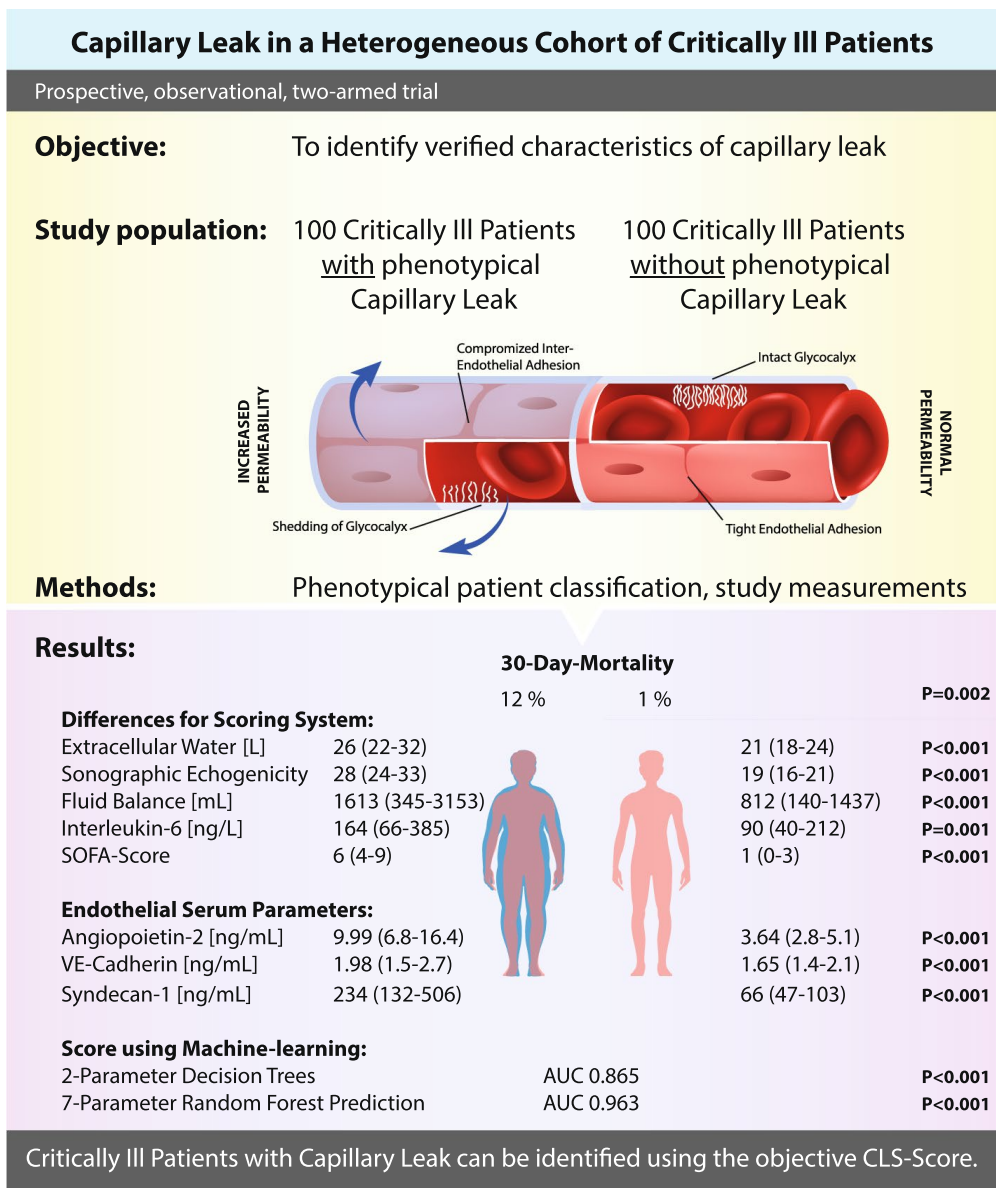 Capillary Leak in a Heterogeneous Cohort of Critically Ill Patients
Prospective, observational, two-armed trial
Objective: To identify verified characteristics of capillary leak
Study population: 100 Critically Ill Patients with phenotypical Capillary Leak
100 Critically Ill Patients without phenotypical Capillary Leak
INCREASED PERMEABILITY
Compromized Inter-Endothelial Adhesion
Intact Glycocalyx
NORMAL PERMEABILITY
Shedding of Glycocalyx
Tight Endothelial Adhesion
Methods: Phenotypical patient classification, study measurements
Results:
30-Day-Mortality
12 % 1 % P=0.002
Differences for Scoring System:
Extracellular Water [L] 26 (22-32) 21 (18-24) P<0.001
Sonographic Echogenicity 28 (24-33) 19 (16-21) P<0.001
Fluid Balance [mL] 1613 (345-3153) 812 (140-1437) P<0.001
Interleukin-6 [ng/L] 164 (66-385) 90 (40-212) P=0.001
SOFA-Score 6 (4-9) 1 (0-3) P<0.001
Endothelial Serum Parameters:
Angiopoietin-2 [ng/mL] 9.99 (6.8-16.4) 3.64 (2.8-5.1) P<0.001
VE-Cadherin [ng/mL] 1.98 (1.5-2.7) 1.65 (1.4-2.1) P<0.001
Syndecan-1 [ng/mL] 234 (132-506) 66 (47-103) P<0.001
Score using Machine-learning:
2-Parameter Decision Trees AUC 0.865 P<0.001
7-Parameter Random Forest Prediction AUC 0.963 P<0.001
Critically Ill Patients with Capillary Leak can be identified using the objective CLS-Score.